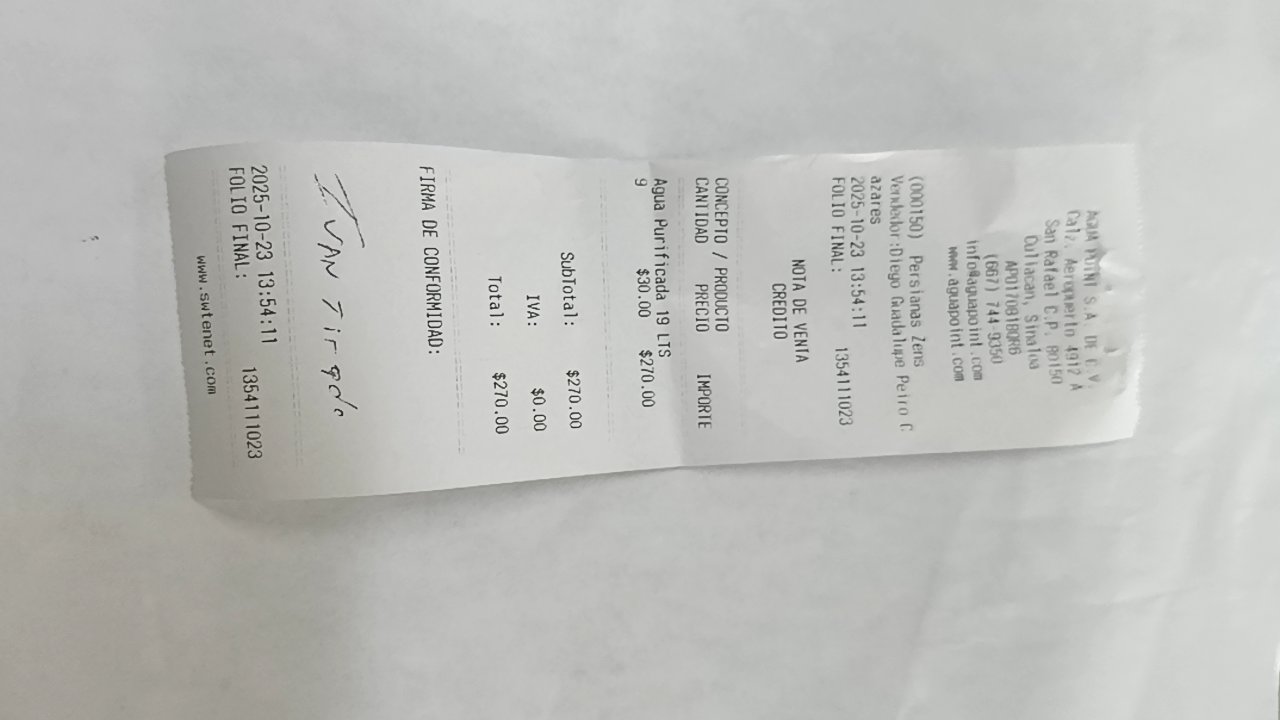 AGUA POINT S.A. DE C.V.
Calz. Aeropuerto 4912 A
San Rafael C.P. 80150
Culiacan, Sinaloa
APO170818QR6
(667) 744-9350
info@aguapoint.com
www.aguapoint.com
(000150) Persianas Zens
Vendedor:Diego Guadalupe Peiro C
azares
2025-10-23 13:54:11
FOLIO FINAL: 1354111023
NOTA DE VENTA
CREDITO
CONCEPTO / PRODUCTO
CANTIDAD PRECIO IMPORTE
Agua Purificada 19 LTS
9 $30.00 $270.00
SubTotal: $270.00
IVA: $0.00
Total: $270.00
FIRMA DE CONFORMIDAD:
JUAN
2025-10-23 13:54:11
FOLIO FINAL: 1354111023
www.swtenet.com